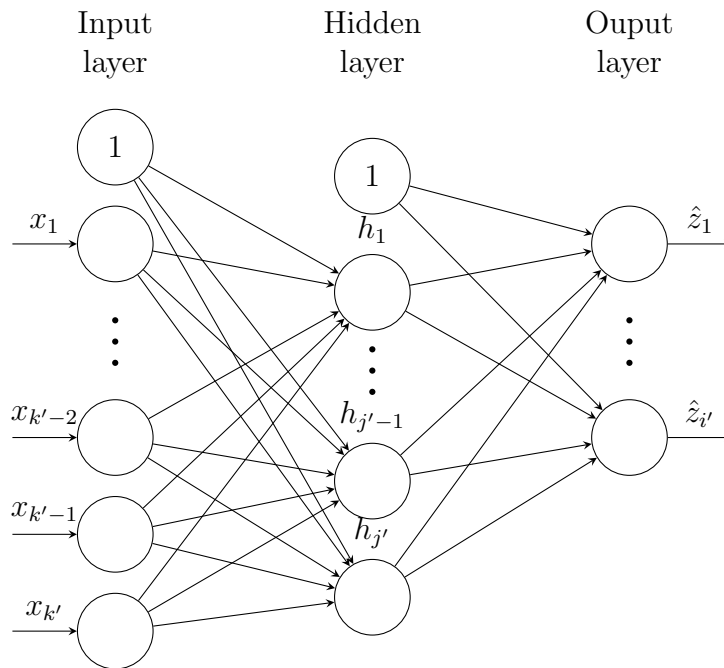 Input
layer
Hidden
layer
Ouput
layer
1
1
x_1
h_1
ẑ_1
x_{k'-2}
h_{j'-1}
ẑ_{i'}
x_{k'-1}
h_{j'}
x_{k'}